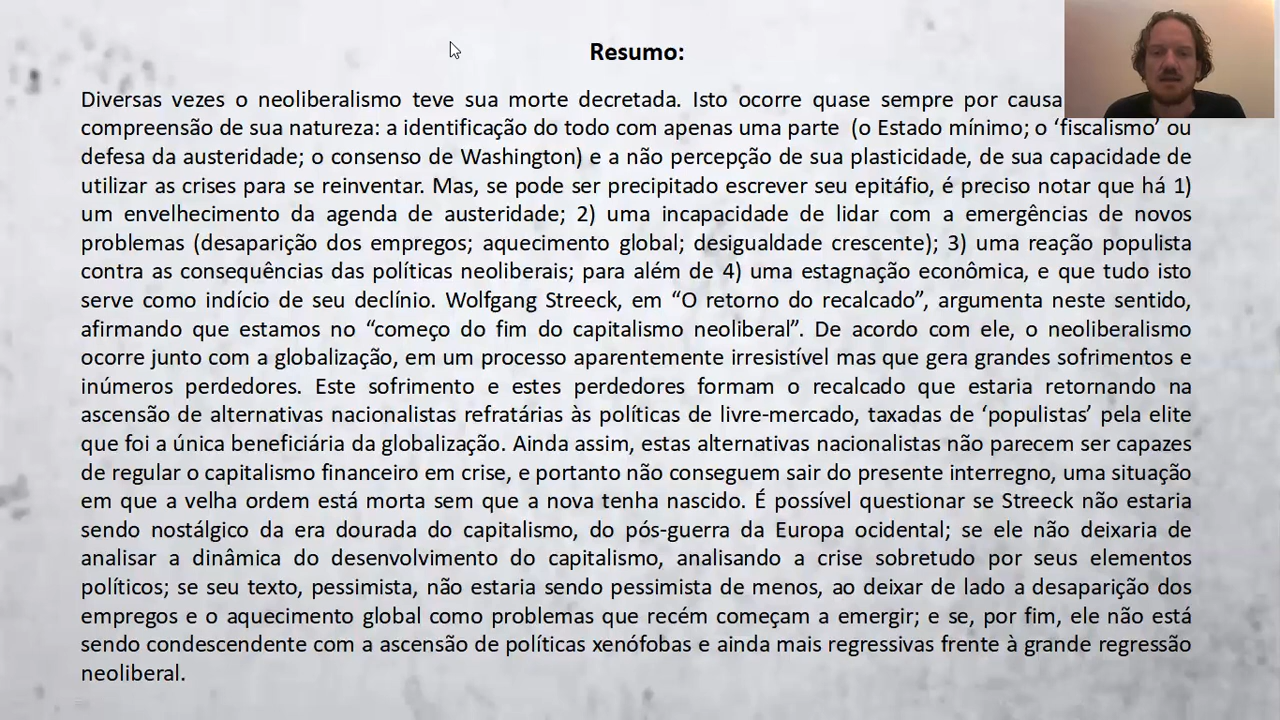 Resumo:
Diversas vezes o neoliberalismo teve sua morte decretada. Isto ocorre quase sempre por causa
compreensão de sua natureza: a identificação do todo com apenas uma parte (o Estado mínimo; o ‘fiscalismo’ ou
defesa da austeridade; o consenso de Washington) e a não percepção de sua plasticidade, de sua capacidade de
utilizar as crises para se reinventar. Mas, se pode ser precipitado escrever seu epitáfio, é preciso notar que há 1)
um envelhecimento da agenda de austeridade; 2) uma incapacidade de lidar com a emergências de novos
problemas (desaparição dos empregos; aquecimento global; desigualdade crescente); 3) uma reação populista
contra as consequências das políticas neoliberais; para além de 4) uma estagnação econômica, e que tudo isto
serve como indício de seu declínio. Wolfgang Streeck, em “O retorno do recalcado”, argumenta neste sentido,
afirmando que estamos no “começo do fim do capitalismo neoliberal”. De acordo com ele, o neoliberalismo
ocorre junto com a globalização, em um processo aparentemente irresistível mas que gera grandes sofrimentos e
inúmeros perdedores. Este sofrimento e estes perdedores formam o recalcado que estaria retornando na
ascensão de alternativas nacionalistas refratárias às políticas de livre-mercado, taxadas de ‘populistas’ pela elite
que foi a única beneficiária da globalização. Ainda assim, estas alternativas nacionalistas não parecem ser capazes
de regular o capitalismo financeiro em crise, e portanto não conseguem sair do presente interregno, uma situação
em que a velha ordem está morta sem que a nova tenha nascido. É possível questionar se Streeck não estaria
sendo nostálgico da era dourada do capitalismo, do pós-guerra da Europa ocidental; se ele não deixaria de
analisar a dinâmica do desenvolvimento do capitalismo, analisando a crise sobretudo por seus elementos
políticos; se seu texto, pessimista, não estaria sendo pessimista de menos, ao deixar de lado a desaparição dos
empregos e o aquecimento global como problemas que recém começam a emergir; e se, por fim, ele não está
sendo condescendente com a ascensão de políticas xenófobas e ainda mais regressivas frente à grande regressão
neoliberal.